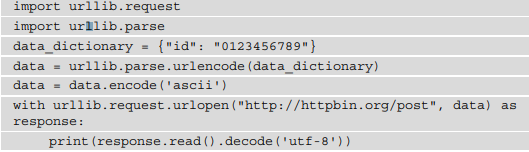 import urllib.request
import urllib.parse
data_dictionary = {"id": "0123456789"}
data = urllib.parse.urlencode(data_dictionary)
data = data.encode('ascii')
with urllib.request.urlopen("http://httpbin.org/post", data) as
response:
    print(response.read().decode('utf-8'))